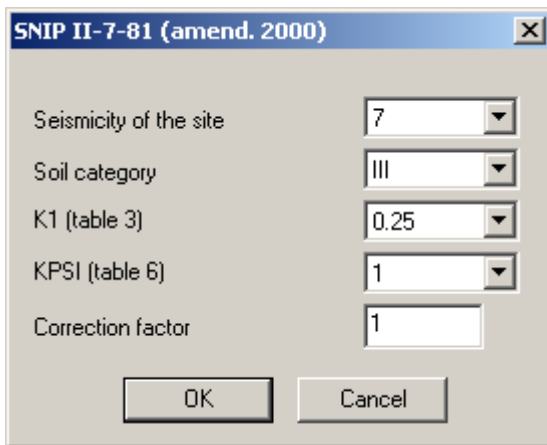 SNIP II-7-81 (amend. 2000)
Seismicity of the site 7
Soil category III
K1 (table 3) 0.25
KPSI (table 6) 1
Correction factor 1
OK Cancel